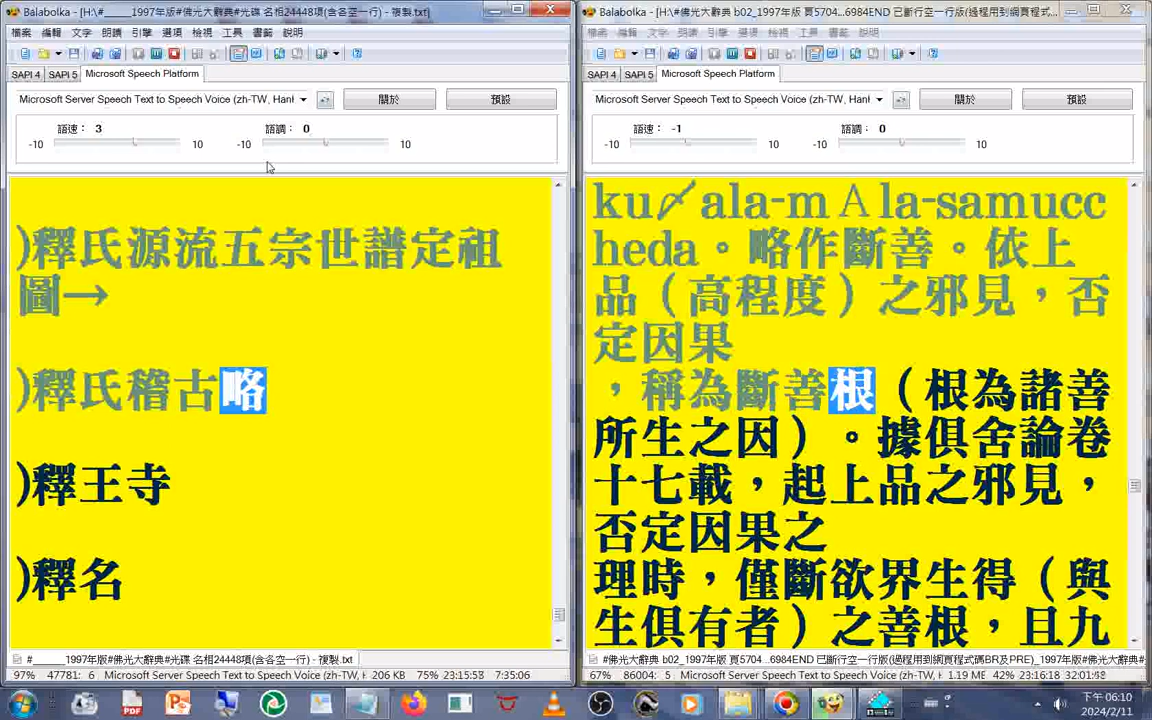 Balabolka - [H:\#_____1997年版#佛光大辭典#光碟 名相24448項(含各空一行) - 複製.txt]
檔案 編輯 文字 朗讀 引擎 選項 檢視 工具 書籤 說明
SAPI 4 SAPI 5 Microsoft Speech Platform
Microsoft Server Speech Text to Speech Voice (zh-TW, Hanl
關於
預設
語速： 3
語調： 0
-10 10 -10 10
)釋氏源流五宗世譜定祖
圖→
)釋氏稽古略
)釋王寺
)釋名
#_____1997年版#佛光大辭典#光碟 名相24448項(含各空一行) - 複製.txt
97% 47781: 6 Microsoft Server Speech Text to Speech Voice (zh-TW, H 206 KB 75% 23:15:53 7:35:06
Balabolka - [H:\#佛光大辭典 b02_1997年版 頁5704...6984END 已斷行空一行版(過程用到網頁程式...
檔案 編輯 文字 朗讀 引擎 選項 檢視 工具 書籤 說明
SAPI 4 SAPI 5 Microsoft Speech Platform
Microsoft Server Speech Text to Speech Voice (zh-TW, Hanl
關於
預設
語速： -1
語調： 0
-10 10 -10 10
ku〆ala-mＡla-samucc
heda。略作斷善。依上
品（高程度）之邪見，否
定因果
，稱為斷善根（根為諸善
所生之因）。據俱舍論卷
十七載，起上品之邪見，
否定因果之
理時，僅斷欲界生得（與
生俱有者）之善根，且九
#佛光大辭典 b02_1997年版 頁5704...6984END 已斷行空一行版(過程用到網頁程式碼BR及PRE)_1997年版#佛光大辭典#
67% 86004: 5 Microsoft Server Speech Text to Speech Voice (zh-TW, H 1.19 MB 42% 23:16:18 32:01:58
下午 06:10
2024/2/11